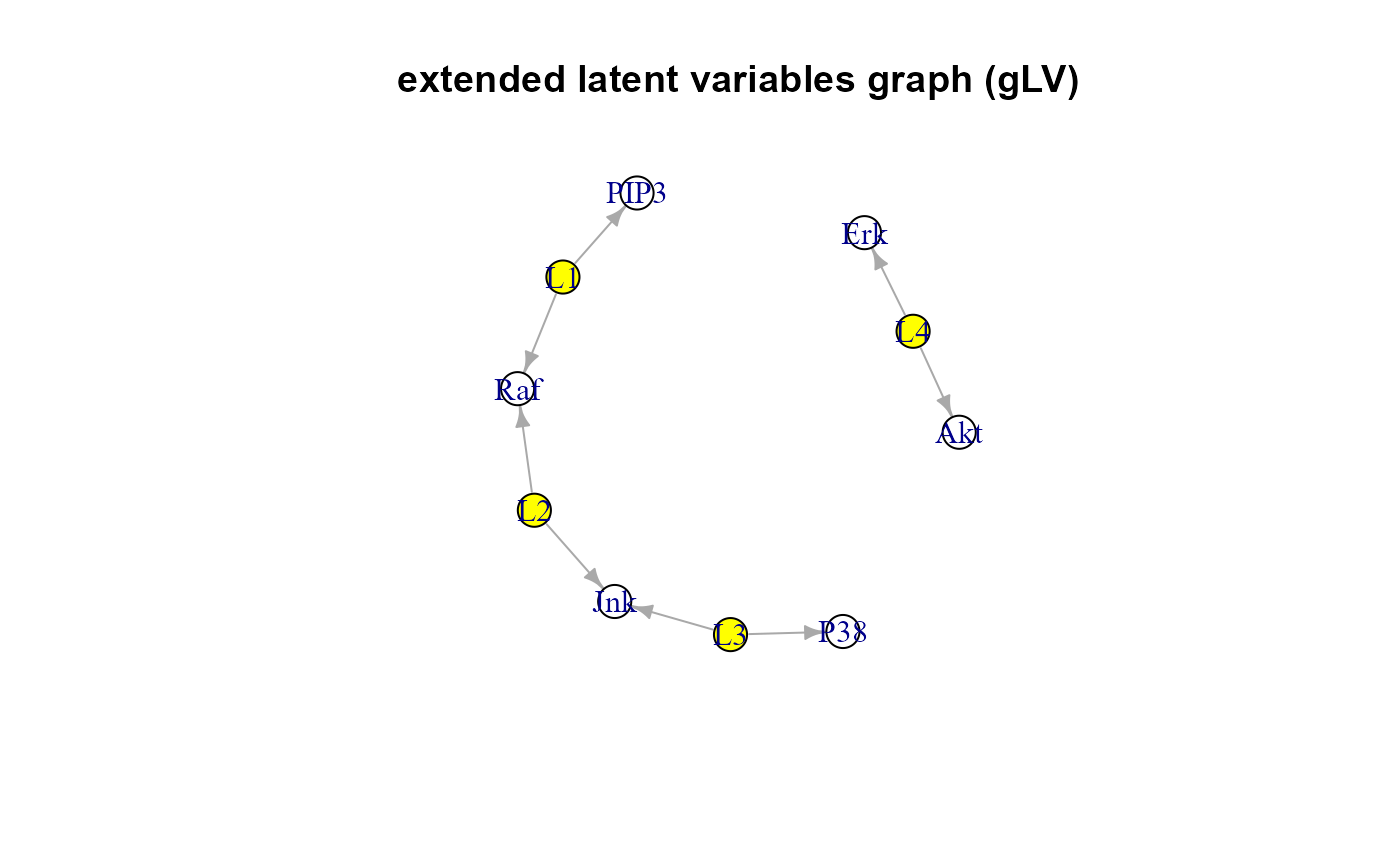 extended latent variables graph (gLV)
PIP3
Erk
L1
L4
Raf
Akt
L2
Jnk
L3
P38